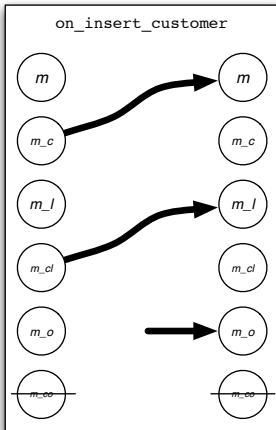 on_insert_customer
m m
m_c m_c
m_l m_l
m_cl m_cl
m_o m_o
m_co m_co